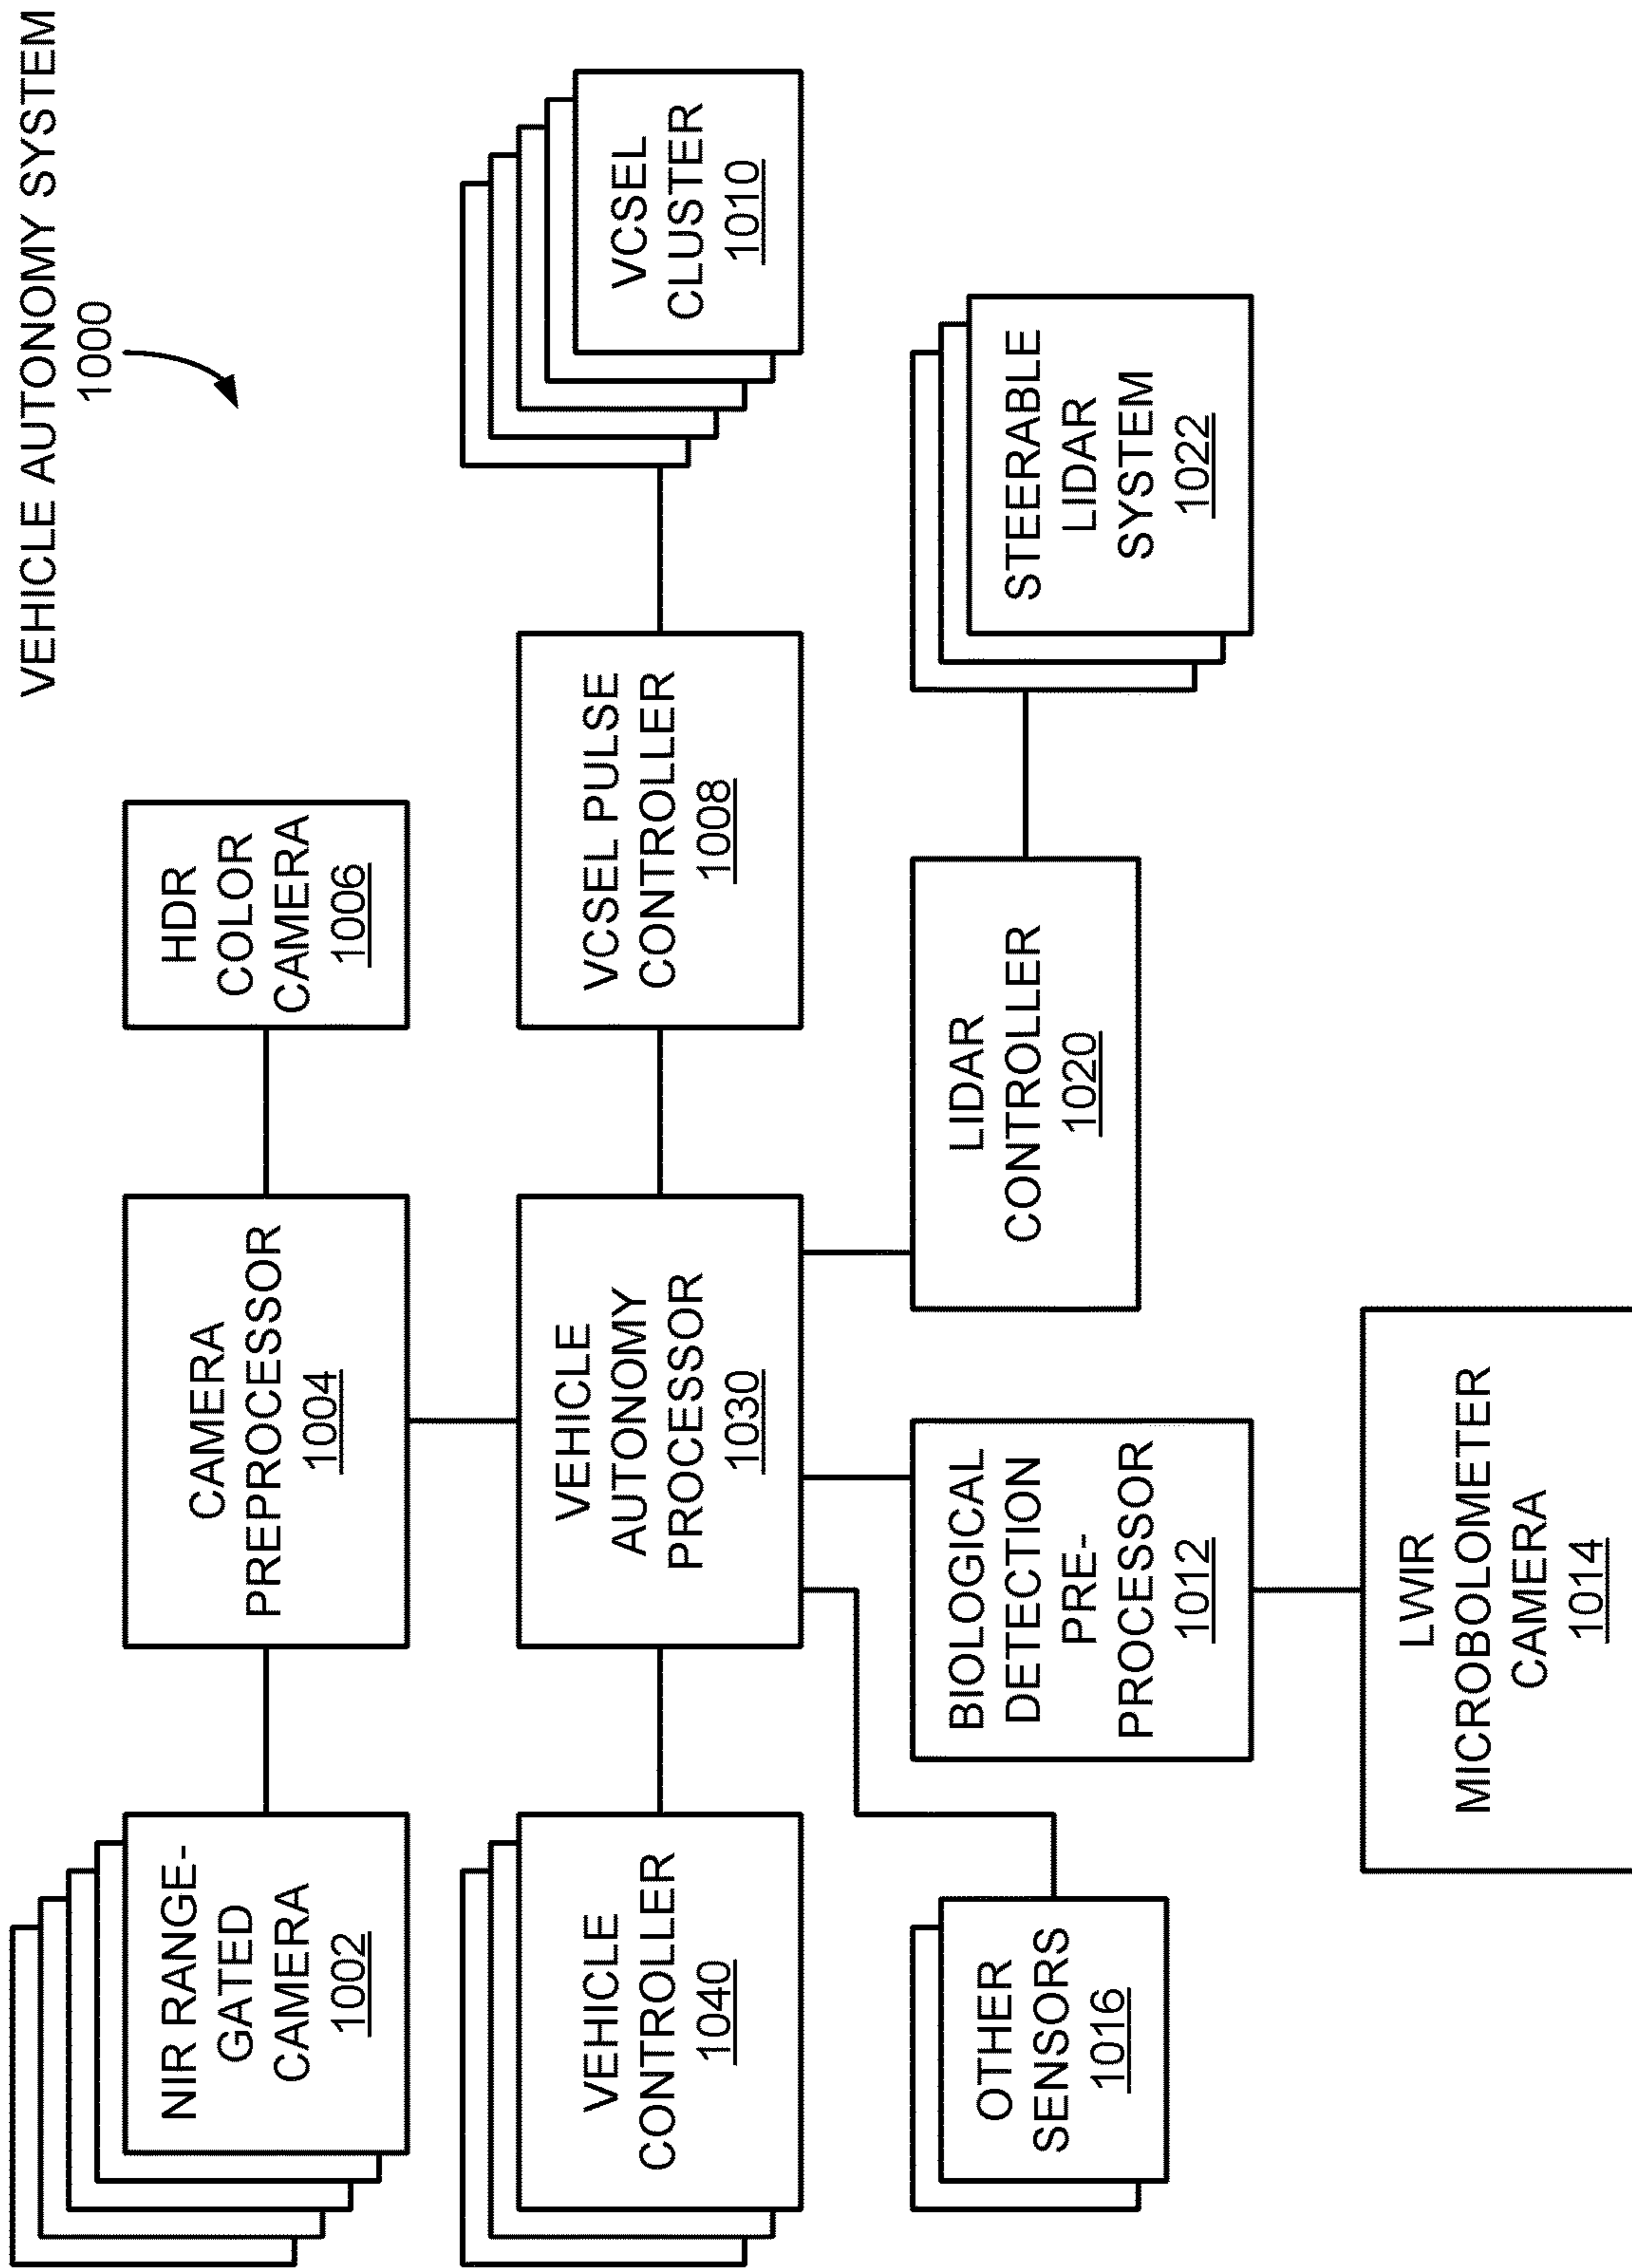 VEHICLE AUTONOMY SYSTEM
1000
NIR RANGE-
GATED
CAMERA
1002
CAMERA
PREPROCESSOR
1004
HDR
COLOR
CAMERA
1006
VEHICLE
CONTROLLER
1040
VEHICLE
AUTONOMY
PROCESSOR
1030
VCSEL PULSE
CONTROLLER
1008
VCSEL
CLUSTER
1010
OTHER
SENSORS
1016
BIOLOGICAL
DETECTION
PRE-
PROCESSOR
1012
LIDAR
CONTROLLER
1020
STEERABLE
LIDAR
SYSTEM
1022
LWIR
MICROBOLOMETER
CAMERA
1014